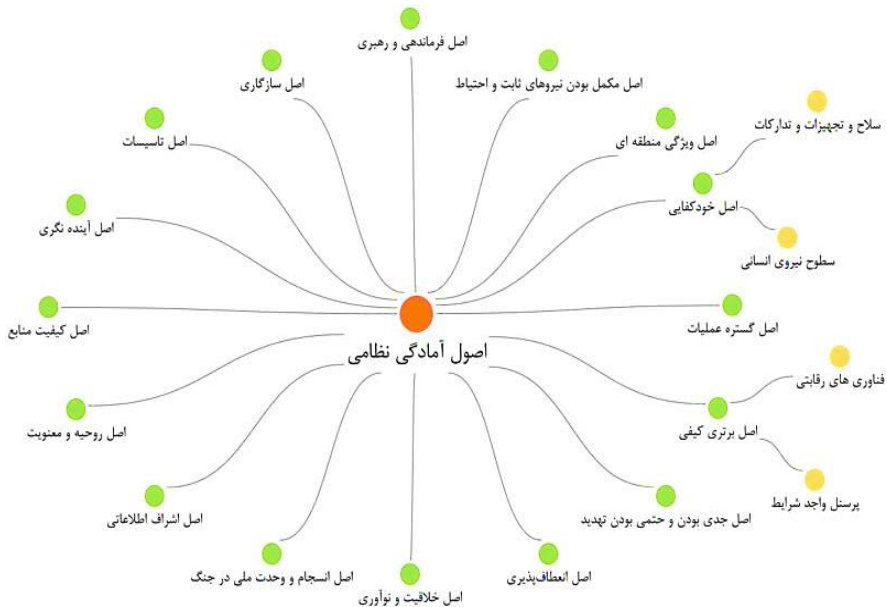 اصل فرماندهی و رهبری
اصل مکمل بودن نیروهای ثابت و احتیاط
اصل سازگاری
سلاح و تجهیزات و تدارکات
اصل ویژگی منطقه ای
اصل تاسیسات
اصل خودکفایی
اصل آینده نگری
سطوح نیروی انسانی
اصل گستره عملیات
اصل کیفیت منابع
اصول آمادگی نظامی
فناوری های رقابتی
اصل برتری کیفی
اصل روحیه و معنویت
پرسنل واجد شرایط
اصل جدی بودن و حتمی بودن تهدید
اصل اشراف اطلاعاتی
اصل انعطاف‌پذیری
اصل انسجام و وحدت ملی در جنگ
اصل خلاقیت و نوآوری